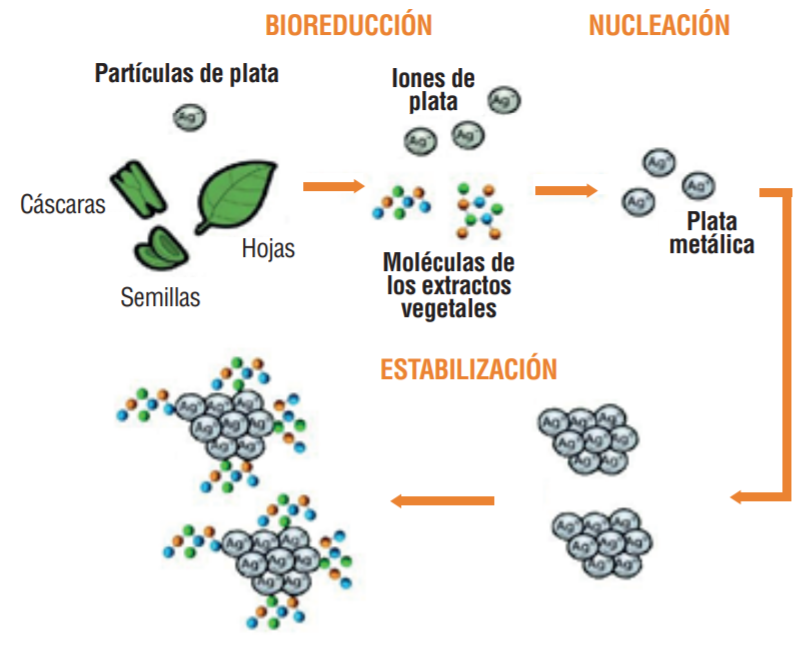 BIOREDUCCIÓN
NUCLEACIÓN
Partículas de plata
Iones de
plata
Cáscaras
Hojas
Semillas
Moléculas de
los extractos
vegetales
Plata
metálica
ESTABILIZACIÓN